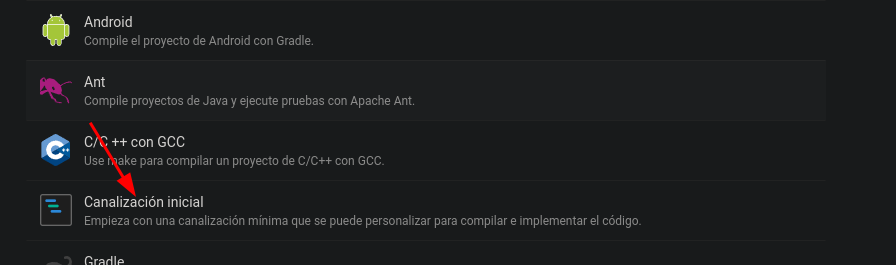 Android
Compile el proyecto de Android con Gradle.
Ant
Compile proyectos de Java y ejecute pruebas con Apache Ant.
C/C ++ con GCC
Use make para compilar un proyecto de C/C++ con GCC.
Canalización inicial
Empieza con una canalización mínima que se puede personalizar para compilar e implementar el código.
Gradle